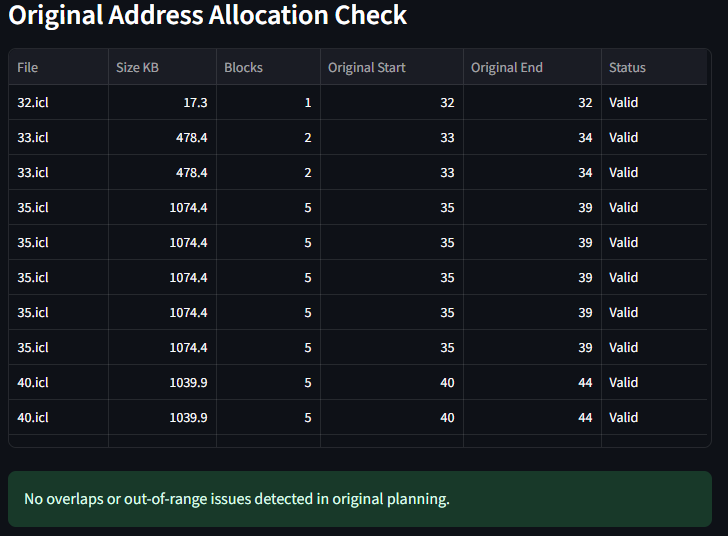 Original Address Allocation Check
File Size KB Blocks Original Start Original End Status
32.icl 17.3 1 32 32 Valid
33.icl 478.4 2 33 34 Valid
33.icl 478.4 2 33 34 Valid
35.icl 1074.4 5 35 39 Valid
35.icl 1074.4 5 35 39 Valid
35.icl 1074.4 5 35 39 Valid
35.icl 1074.4 5 35 39 Valid
35.icl 1074.4 5 35 39 Valid
40.icl 1039.9 5 40 44 Valid
40.icl 1039.9 5 40 44 Valid
No overlaps or out-of-range issues detected in original planning.